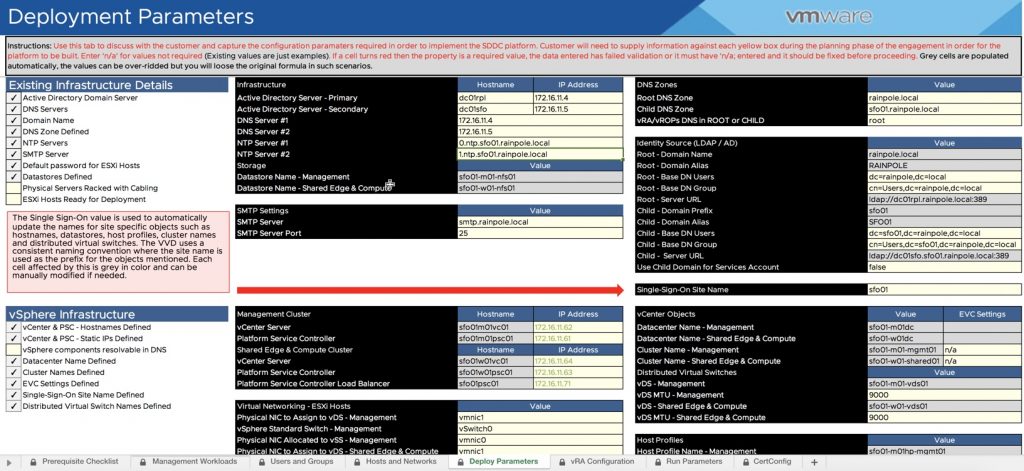 Deployment Parameters
vmware
Instructions: Use this tab to discuss with the customer and capture the configuration paramaters required in order to implement the SDDC platform. Customer will need to supply information against each yellow box during the planning phase of the engagement in order for the
platform to be built. Enter 'n/a' for values not required (Existing values are just examples). If a cell turns red then the property is a required value, the data entered has failed validation or it must have 'n/a; entered and it should be fixed before proceeding. Grey cells are populated
automatically, the values can be over-ridded but you will loose the original formula in such scenarios.
Existing Infrastructure Details
✓ Active Directory Domain Server
✓ DNS Servers
✓ Domain Name
✓ DNS Zone Defined
✓ NTP Servers
✓ SMTP Server
✓ Default password for ESXi Hosts
✓ Datastores Defined
Physical Servers Racked with Cabling
ESXi Hosts Ready for Deployment
The Single Sign-On value is used to automatically
update the names for site specific objects such as
hostnames, datastores, host profiles, cluster names
and distributed virtual switches. The VVD uses a
consistent naming convention where the site name is
used as the prefix for the objects mentioned. Each
cell affected by this is grey in color and can be
manually modified if needed.
Infrastructure Hostname IP Address
Active Directory Server - Primary dc01rpl 172.16.11.4
Active Directory Server - Secondary dc01sfo 172.16.11.5
DNS Server #1 172.16.11.4
DNS Server #2 172.16.11.5
NTP Server #1 0.ntp.sfo01.rainpole.local
NTP Server #2 1.ntp.sfo01.rainpole.local
Storage Value
Datastore Name - Management sfo01-m01-nfs01
Datastore Name - Shared Edge & Compute sfo01-w01-nfs01
SMTP Settings Value
SMTP Server smtp.rainpole.local
SMTP Server Port 25
DNS Zones Value
Root DNS Zone rainpole.local
Child DNS Zone sfo01.rainpole.local
vRA/vROPs DNS in ROOT or CHILD root
Identity Source (LDAP / AD) Value
Root - Domain Name rainpole.local
Root - Domain Alias RAINPOLE
Root - Base DN Users dc=rainpole,dc=local
Root - Base DN Group cn=Users,dc=rainpole,dc=local
Root - Server URL ldap://dc01rpl.rainpole.local:389
Child - Domain Prefix sfo01
Child - Domain Alias SFO01
Child - Base DN Users dc=sfo01,dc=rainpole,dc=local
Child - Base DN Group cn=Users,dc=sfo01,dc=rainpole,dc=local
Child - Server URL ldap://dc01sfo.sfo01.rainpole.local:389
Use Child Domain for Services Account false
Single-Sign-On Site Name sfo01
vSphere Infrastructure
✓ vCenter & PSC - Hostnames Defined
✓ vCenter & PSC - Static IPs Defined
vSphere components resolvable in DNS
✓ Datacenter Name Defined
✓ Cluster Names Defined
✓ EVC Settings Defined
✓ Single-Sign-On Site Name Defined
✓ Distributed Virtual Switch Names Defined
Management Cluster Hostname IP Address
vCenter Server sfo01m01vc01 172.16.11.62
Platform Service Controller sfo01m01psc01 172.16.11.61
Shared Edge & Compute Cluster Hostname IP Address
vCenter Server sfo01w01vc01 172.16.11.64
Platform Service Controller sfo01w01psc01 172.16.11.63
Platform Service Controller Load Balancer sfo01psc01 172.16.11.71
Virtual Networking - ESXi Hosts Value
Physical NIC to Assign to vDS - Management vmnic1
vSphere Standard Switch - Management vSwitch0
Physical NIC Allocated to vSS - Management vmnic0
Physical NIC to Assign to vDS - Shared Edge & Compute vmnic1
vCenter Objects Value EVC Settings
Datacenter Name - Management sfo01-m01dc
Datacenter Name - Shared Edge & Compute sfo01-w01dc
Cluster Name - Management sfo01-m01-mgmt01 n/a
Cluster Name - Shared Edge & Compute sfo01-w01-shared01 n/a
Distributed Virtual Switches Value
vDS - Management sfo01-m01-vds01
vDS MTU - Management 9000
vDS - Shared Edge & Compute sfo01-w01-vds01
vDS MTU - Shared Edge & Compute 9000
Host Profiles Value
Host Profile Name - Management sfo01-m01hp-mgmt01
Prerequisite Checklist
Management Workloads
Users and Groups
Hosts and Networks
Deploy Parameters
vRA Configuration
Run Parameters
CertConfig
+